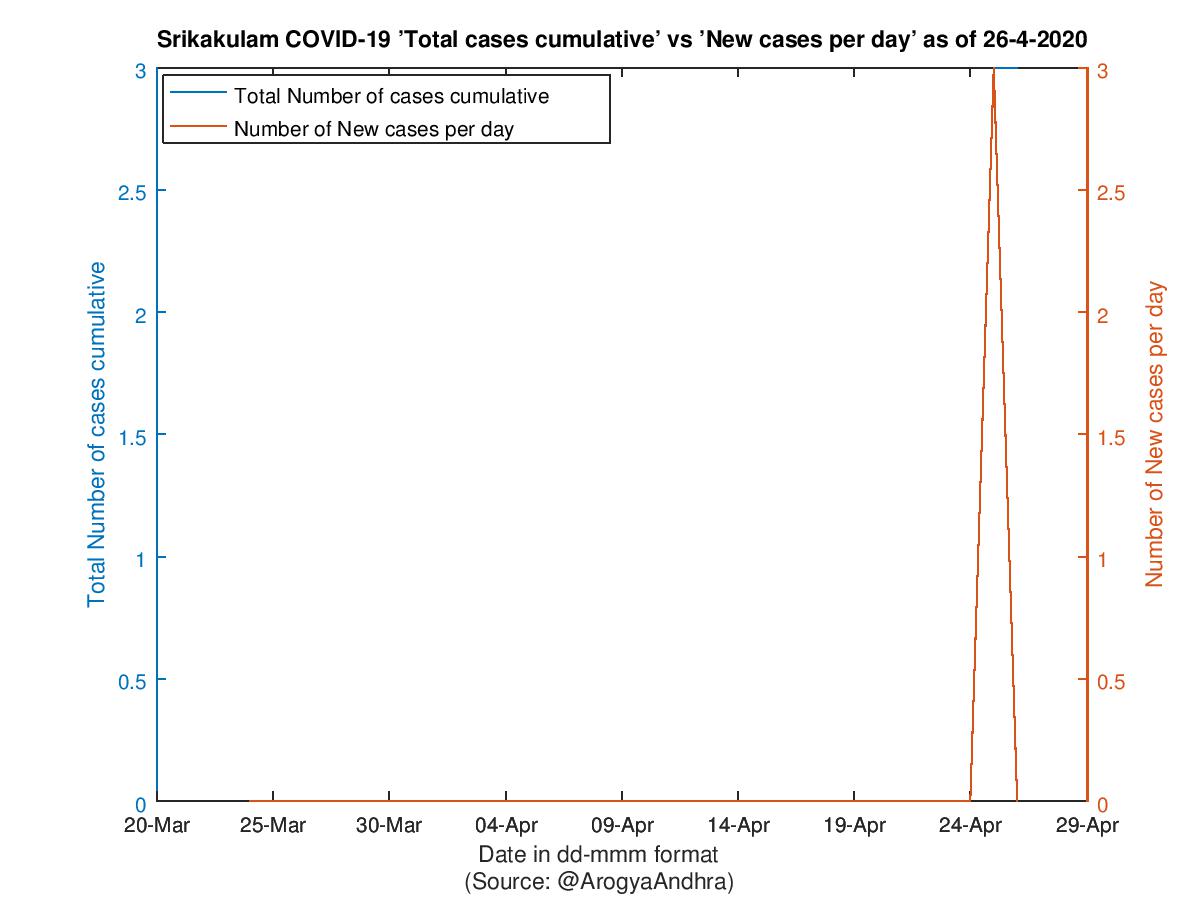 Srikakulam COVID-19 ’Total cases cumulative’ vs ’New cases per day’ as of 26-4-2020
Total Number of cases cumulative
Number of New cases per day
3
2.5
2
1.5
1
0.5
0
Total Number of cases cumulative
3
2.5
2
1.5
1
0.5
0
Number of New cases per day
20-Mar 25-Mar 30-Mar 04-Apr 09-Apr 14-Apr 19-Apr 24-Apr 29-Apr
Date in dd-mmm format
(Source: @ArogyaAndhra)